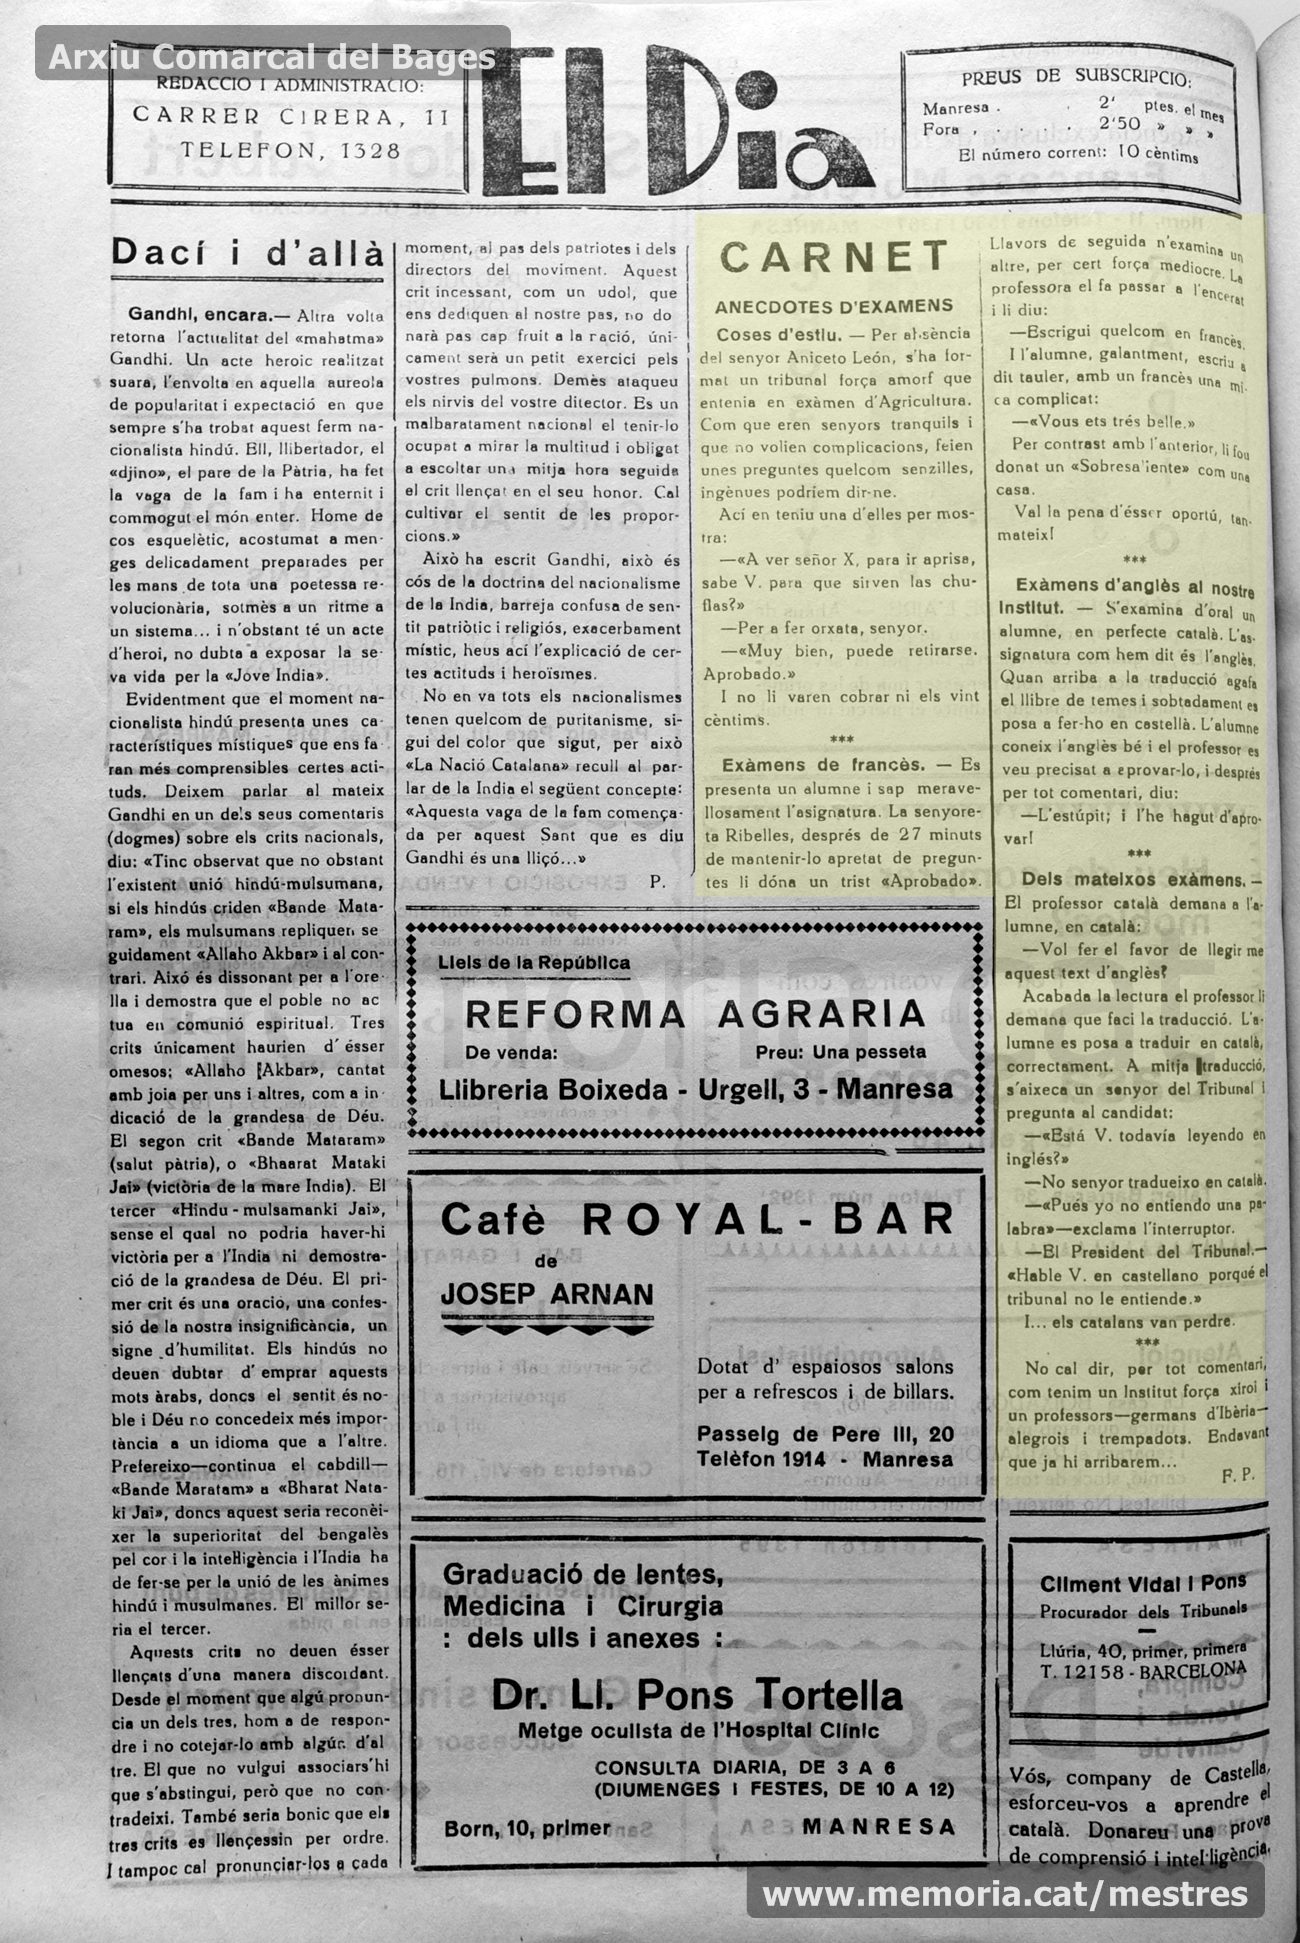 Arxiu Comarcal del Bages
REDACCIO I ADMINISTRACIO:
CARRER CIRERA, 11
TELEFON, 1328
El Dia
PREUS DE SUBSCRIPCIO:
Manresa . . 2' ptes. el mes
Fora , . . . 2'50 » » »
El número corrent: 10 cèntims
Dací i d'allà
Gandhi, encara.— Altra volta
retorna l'actualitat del «mahatma»
Gandhi. Un acte heroic realitzat
suara, l'envolta en aquella aureola
de popularitat i expectació en que
sempre s'ha trobat aquest ferm na-
cionalista hindú. Ell, llibertador, el
«djino», el pare de la Pàtria, ha fet
la vaga de la fam i ha enternit i
commogut el món enter. Home de
cos esquelètic, acostumat a men-
ges delicadament preparades per
les mans de tota una poetessa re-
volucionària, sotmès a un ritme a
un sistema... i n'obstant té un acte
d'heroi, no dubta a exposar la se-
va vida per la «Jove India».
Evidentment que el moment na-
cionalista hindú presenta unes ca-
racterístiques místiques que ens fa-
ran més comprensibles certes acti-
tuds. Deixem parlar al mateix
Gandhi en un dels seus comentaris
(dogmes) sobre els crits nacionals,
diu: «Tinc observat que no obstant
l'existent unió hindú-mulsumana,
si els hindús criden «Bande Mata-
ram», els mulsumans repliquen se
guidament «Allaho Akbar» i al con-
trari. Aixó és dissonant per a l'ore-
lla i demostra que el poble no ac
tua en comunió espiritual. Tres
crits únicament haurien d'ésser
omesos; «Allaho Akbar», cantat
amb joia per uns i altres, com a in-
dicació de la grandesa de Déu.
El segon crit «Bande Mataram»
(salut pàtria), o «Bhaarat Mataki
Jai» (victòria de la mare India). El
tercer «Hindu - mulsamanki Jai»,
sense el qual no podria haver-hi
victòria per a l'India ni demostra-
ció de la grandesa de Déu. El pri-
mer crit és una oració, una confes-
sió de la nostra insignificància, un
signe d'humilitat. Els hindús no
deuen dubtar d'emprar aquests
mots àrabs, doncs el sentit és no-
ble i Déu no concedeix més impor-
tància a un idioma que a l'altre.
Prefereixo—continua el cabdill—
«Bande Maratam» a «Bharat Nata-
ki Jai», doncs aquest seria reconèi-
xer la superioritat del bengalès
pel cor i la intel·ligència i l'India ha
de fer-se per la unió de les ànimes
hindú i musulmanes. El millor se-
ria el tercer.
Aquests crits no deuen ésser
llençats d'una manera discordant.
Desde el moment que algú pronun-
cia un dels tres, hom a de respon-
dre i no cotejar-lo amb algún d'al
tre. El que no vulgui associars'hi
que s'abstingui, però que no con-
tradeixi. També seria bonic que els
tres crits es llençessin per ordre.
I tampoc cal pronunciar-los a cada
moment, al pas dels patriotes i dels
directors del moviment. Aquest
crit incessant, com un udol, que
ens dediquen al nostre pas, no do
narà pas cap fruit a la ració, úni-
cament serà un petit exercici pels
vostres pulmons. Demès ataqueu
els nirvis del vostre ditector. Es un
malbaratament nacional el tenir-lo
ocupat a mirar la multitud i obligat
a escoltar una mitja hora seguida
el crit llençat en el seu honor. Cal
cultivar el sentit de les propor-
cions.»
Això ha escrit Gandhi, això és
cós de la doctrina del nacionalisme
de la India, barreja confusa de sen-
tit patriòtic i religiós, exacerbament
místic, heus ací l'explicació de cer-
tes actituds i heroïsmes.
No en va tots els nacionalismes
tenen quelcom de puritanisme, si-
gui del color que sigut, per això
«La Nació Catalana» recull al par-
lar de la India el següent concepte:
«Aquesta vaga de la fam comença-
da per aquest Sant que es diu
Gandhi és una lliçó...»
P.
CARNET
ANECDOTES D'EXAMENS
Coses d'estiu. — Per absència
del senyor Aniceto León, s'ha for-
mat un tribunal força amorf que
entenia en exàmen d'Agricultura.
Com que eren senyors tranquils i
que no volien complicacions, feien
unes preguntes quelcom senzilles,
ingènues podríem dir-ne.
Ací en teniu una d'elles per mos-
tra:
—«A ver señor X, para ir aprisa,
sabe V. para que sirven las chu-
flas?»
—Per a fer orxata, senyor.
—«Muy bien, puede retirarse.
Aprobado.»
I no li varen cobrar ni els vint
cèntims.
***
Exàmens de francès. — Es
presenta un alumne i sap merave-
llosament l'asignatura. La senyore-
ta Ribelles, després de 27 minuts
de mantenir-lo apretat de pregun-
tes li dóna un trist «Aprobado».
Llavors de seguida n'examina un
altre, per cert força mediocre. La
professora el fa passar a l'encerat
i li diu:
—Escrigui quelcom en francès.
I l'alumne, galantment, escriu a
dit tauler, amb un francès una mi-
ca complicat:
—«Vous ets trés belle.»
Per contrast amb l'anterior, li fou
donat un «Sobresaliente» com una
casa.
Val la pena d'ésser oportú, tan-
mateix!
***
Exàmens d'anglès al nostre
Institut. — S'examina d'oral un
alumne, en perfecte català. L'as-
signatura com hem dit és l'anglès.
Quan arriba a la traducció agafa
el llibre de temes i sobtadament es
posa a fer-ho en castellà. L'alumne
coneix l'anglès bé i el professor es
veu precisat a aprovar-lo, i després
per tot comentari, diu:
—L'estúpit; i l'he hagut d'apro-
var!
***
Dels mateixos exàmens. —
El professor català demana a l'a-
lumne, en català:
—Vol fer el favor de llegir me
aquest text d'anglès?
Acabada la lectura el professor li
demana que faci la traducció. L'a-
lumne es posa a traduir en català,
correctament. A mitja traducció,
s'aixeca un senyor del Tribunal i
pregunta al candidat:
—«Está V. todavía leyendo en
inglés?»
—No senyor tradueixo en català.
—«Pués yo no entiendo una pa-
labra»—exclama l'interruptor.
—El President del Tribunal.—
«Hable V. en castellano porqué el
tribunal no le entiende.»
I... els catalans van perdre.
***
No cal dir, per tot comentari,
com tenim un Institut força xiroi i
un professors—germans d'Ibèria—
alegrois i trempadots. Endavant
que ja hi arribarem...
F. P.
Lleis de la República
REFORMA AGRARIA
De venda: Preu: Una pesseta
Llibreria Boixeda - Urgell, 3 - Manresa
Cafè ROYAL-BAR
de
JOSEP ARNAN
Dotat d' espaiosos salons
per a refrescos i de billars.
Passeig de Pere III, 20
Telèfon 1914 - Manresa
Graduació de lentes,
Medicina i Cirurgia
: dels ulls i anexes :
Dr. Ll. Pons Tortella
Metge oculista de l'Hospital Clínic
CONSULTA DIARIA, DE 3 A 6
(DIUMENGES I FESTES, DE 10 A 12)
Born, 10, primer MANRESA
Climent Vidal i Pons
Procurador dels Tribunals
Llúria, 40, primer, primera
T. 12158 - BARCELONA
Vós, company de Castella,
esforceu-vos a aprendre el
català. Donareu una prova
de comprensió i intel·ligència.
www.memoria.cat/mestres